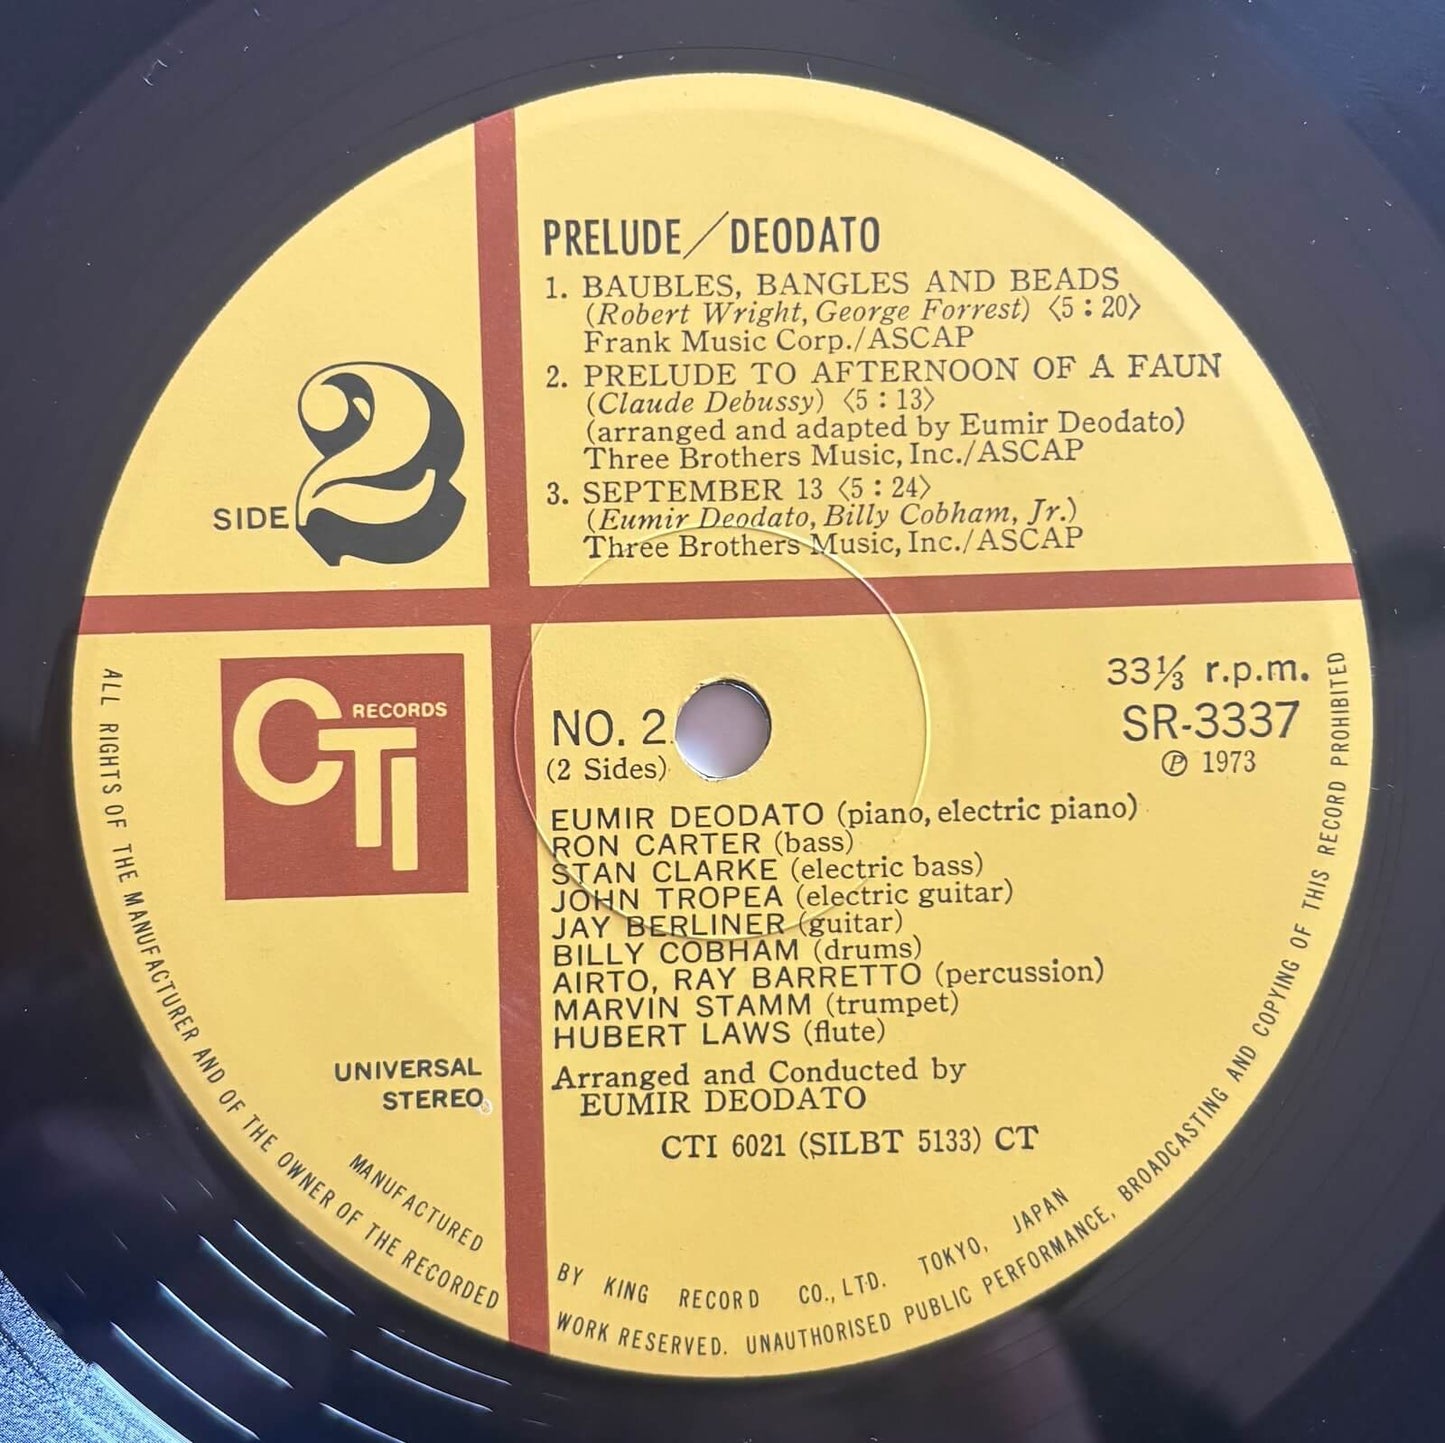 PRELUDE/DEODATO
1. BAUBLES, BANGLES AND BEADS
(Robert Wright, George Forrest) 〈5：20〉
Frank Music Corp./ASCAP
2. PRELUDE TO AFTERNOON OF A FAUN
(Claude Debussy) 〈5：13〉
(arranged and adapted by Eumir Deodato)
Three Brothers Music, Inc./ASCAP
3. SEPTEMBER 13 〈5：24〉
(Eumir Deodato, Billy Cobham, Jr.)
Three Brothers Music, Inc./ASCAP
SIDE 2
CTI RECORDS
NO. 2
(2 Sides)
33⅓ r.p.m.
SR-3337
Ⓟ 1973
EUMIR DEODATO (piano, electric piano)
RON CARTER (bass)
STAN CLARKE (electric bass)
JOHN TROPEA (electric guitar)
JAY BERLINER (guitar)
BILLY COBHAM (drums)
AIRTO, RAY BARRETTO (percussion)
MARVIN STAMM (trumpet)
HUBERT LAWS (flute)
Arranged and Conducted by
EUMIR DEODATO
CTI 6021 (SILBT 5133) CT
UNIVERSAL
STEREO
MANUFACTURED BY KING RECORD CO., LTD. TOKYO, JAPAN
ALL RIGHTS OF THE MANUFACTURER AND OF THE OWNER OF THE RECORDED WORK RESERVED. UNAUTHORISED PUBLIC PERFORMANCE, BROADCASTING AND COPYING OF THIS RECORD PROHIBITED